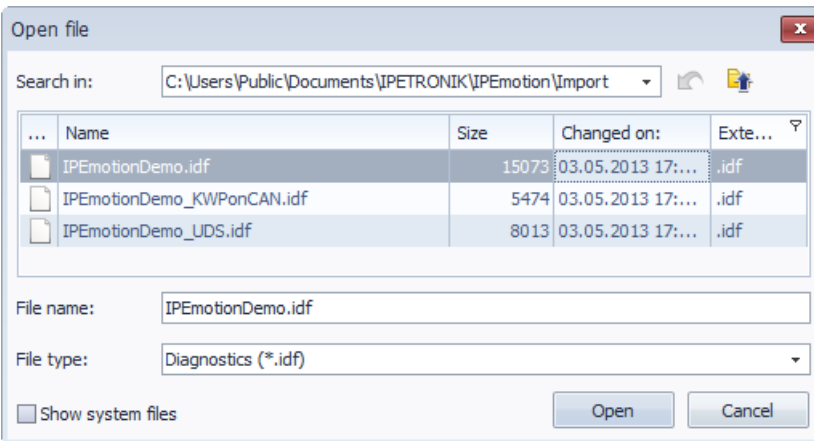 Open file
Search in: C:\Users\Public\Documents\IPETRONIK\IPEmotion\Import
... Name Size Changed on: Exte...
IPEmotionDemo.idf 15073 03.05.2013 17:... .idf
IPEmotionDemo_KWPonCAN.idf 5474 03.05.2013 17:... .idf
IPEmotionDemo_UDS.idf 8013 03.05.2013 17:... .idf
File name: IPEmotionDemo.idf
File type: Diagnostics (*.idf)
Show system files Open Cancel